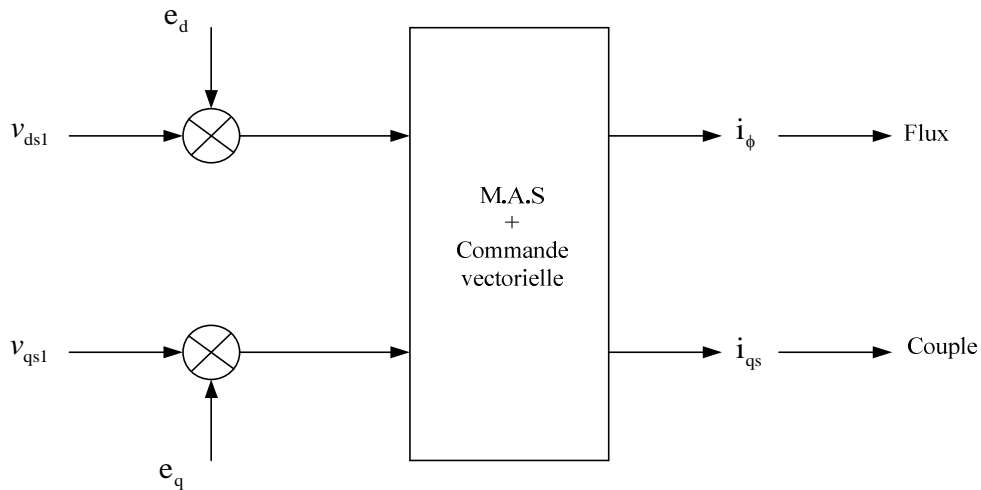 e_d
v_ds1
i_ϕ
Flux
M.A.S
+
Commande
vectorielle
v_qs1
i_qs
Couple
e_q